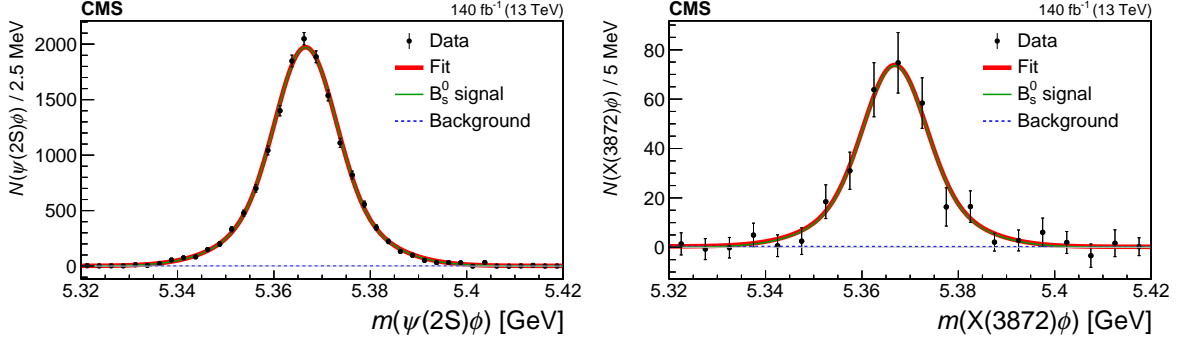 CMS
140 fb⁻¹ (13 TeV)
N(ψ(2S)ϕ) / 2.5 MeV
2000
1500
1000
500
0
Data
Fit
B⁰ₛ signal
Background
5.32 5.34 5.36 5.38 5.4 5.42
m(ψ(2S)ϕ) [GeV]
CMS
140 fb⁻¹ (13 TeV)
N(X(3872)ϕ) / 5 MeV
80
60
40
20
0
Data
Fit
B⁰ₛ signal
Background
5.32 5.34 5.36 5.38 5.4 5.42
m(X(3872)ϕ) [GeV]